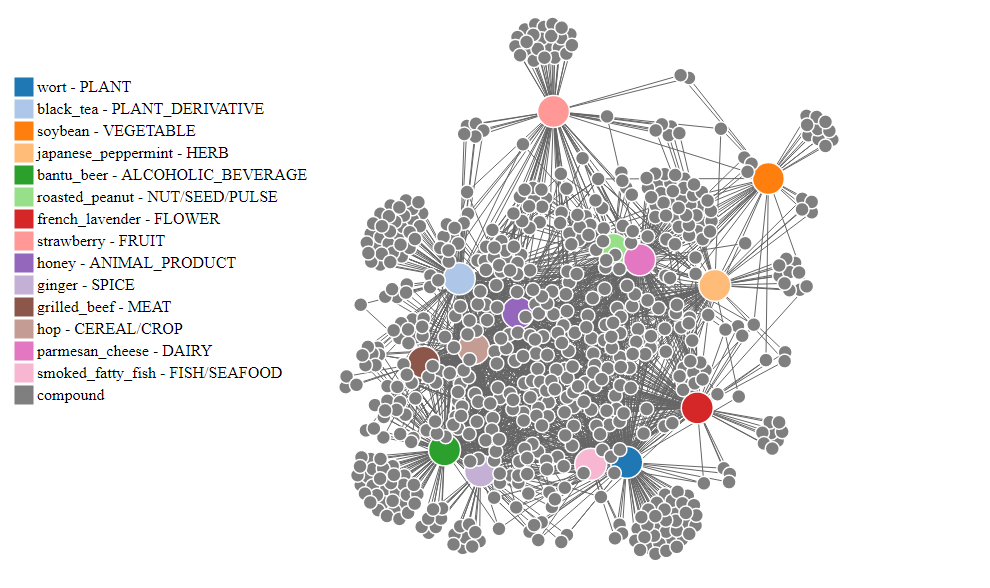 wort - PLANT
black_tea - PLANT_DERIVATIVE
soybean - VEGETABLE
japanese_peppermint - HERB
bantu_beer - ALCOHOLIC_BEVERAGE
roasted_peanut - NUT/SEED/PULSE
french_lavender - FLOWER
strawberry - FRUIT
honey - ANIMAL_PRODUCT
ginger - SPICE
grilled_beef - MEAT
hop - CEREAL/CROP
parmesan_cheese - DAIRY
smoked_fatty_fish - FISH/SEAFOOD
compound